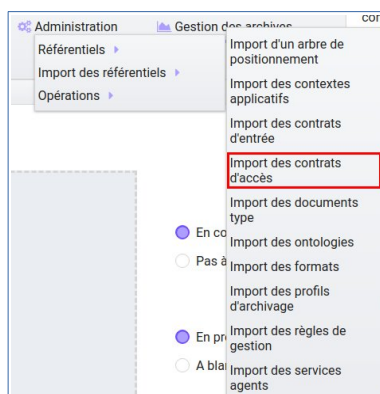 Administration
Gestion des archives
Référentiels
Import des référentiels
Opérations
Import d'un arbre de
positionnement
Import des contextes
applicatifs
Import des contrats
d'entrée
Import des contrats
d'accès
Import des documents
type
Import des ontologies
Import des formats
Import des profils
d'archivage
Import des règles de
gestion
Import des services
agents
En co
Pas à
En pr
A bla